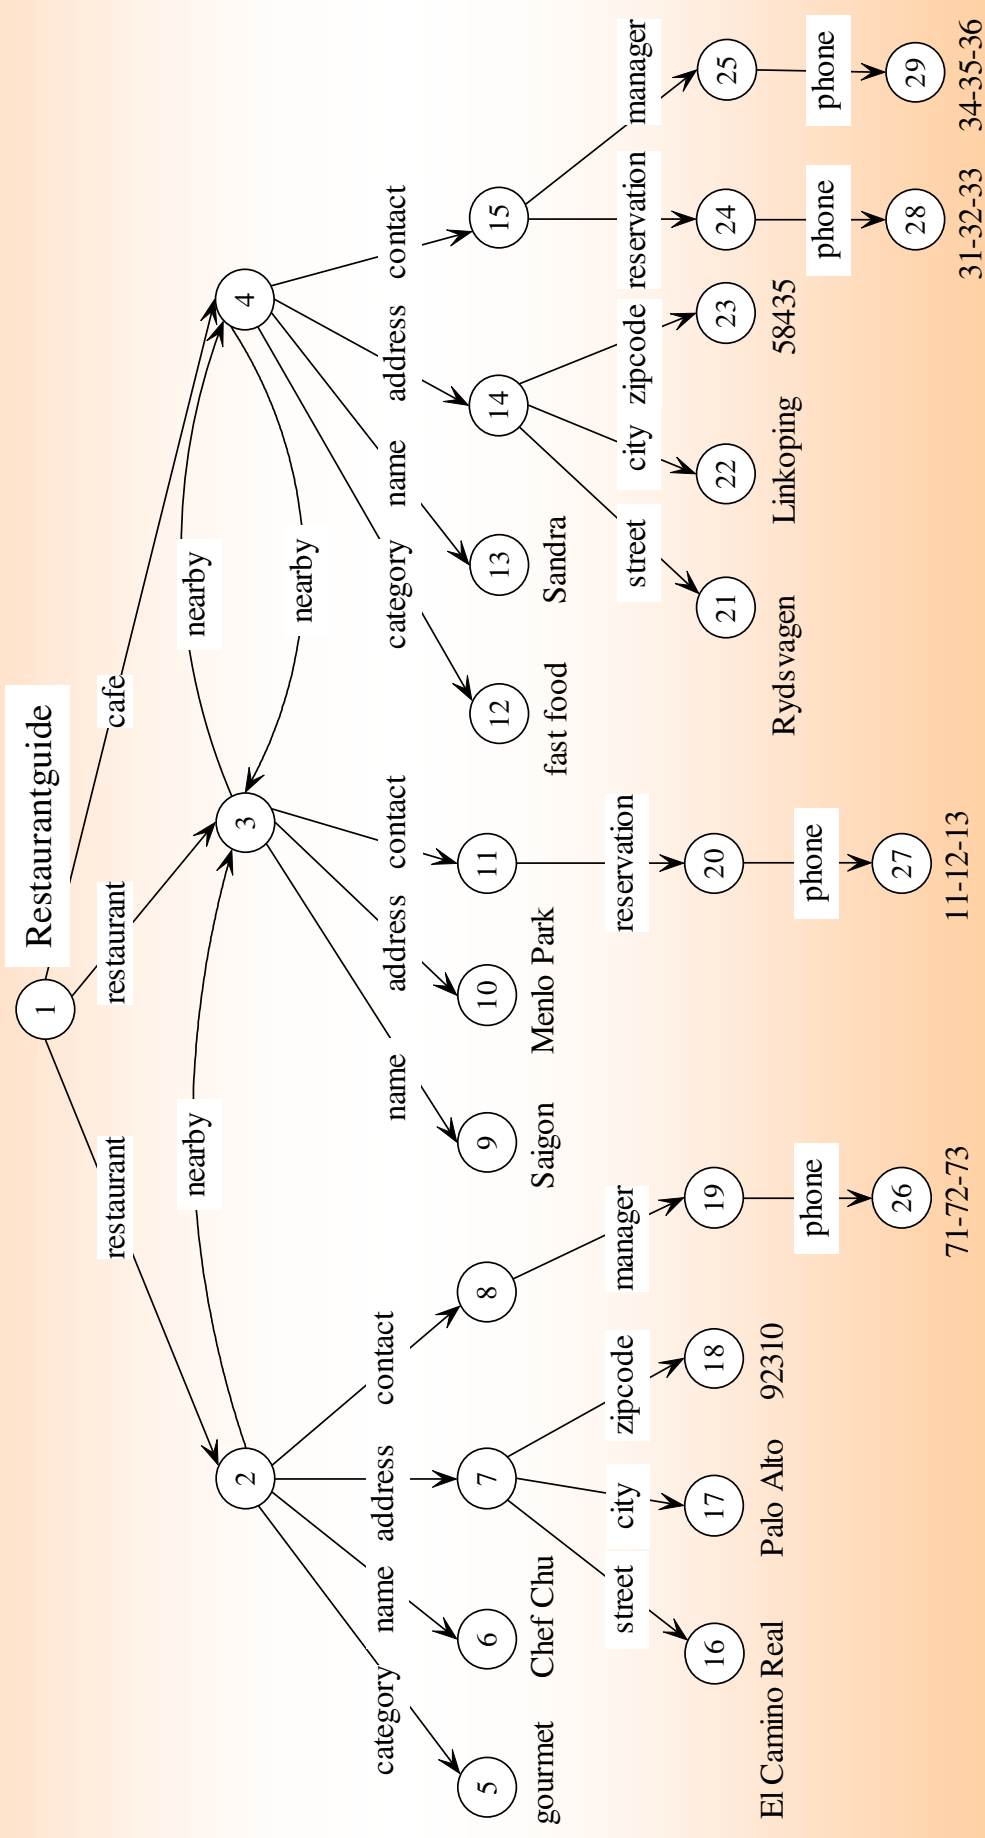 Restaurantguide
1
restaurant
restaurant
cafe
nearby
nearby
nearby
2
3
4
category
name
address
contact
name
address
contact
category
name
address
contact
5
6
7
8
9
10
11
12
13
14
15
gourmet
Chef Chu
Saigon
Menlo Park
fast food
Sandra
street
city
zipcode
manager
reservation
street
city
zipcode
reservation
manager
16
17
18
19
20
21
22
23
24
25
El Camino Real
Palo Alto
92310
Rydsvagen
Linkoping
58435
phone
phone
phone
phone
26
27
28
29
71-72-73
11-12-13
31-32-33
34-35-36